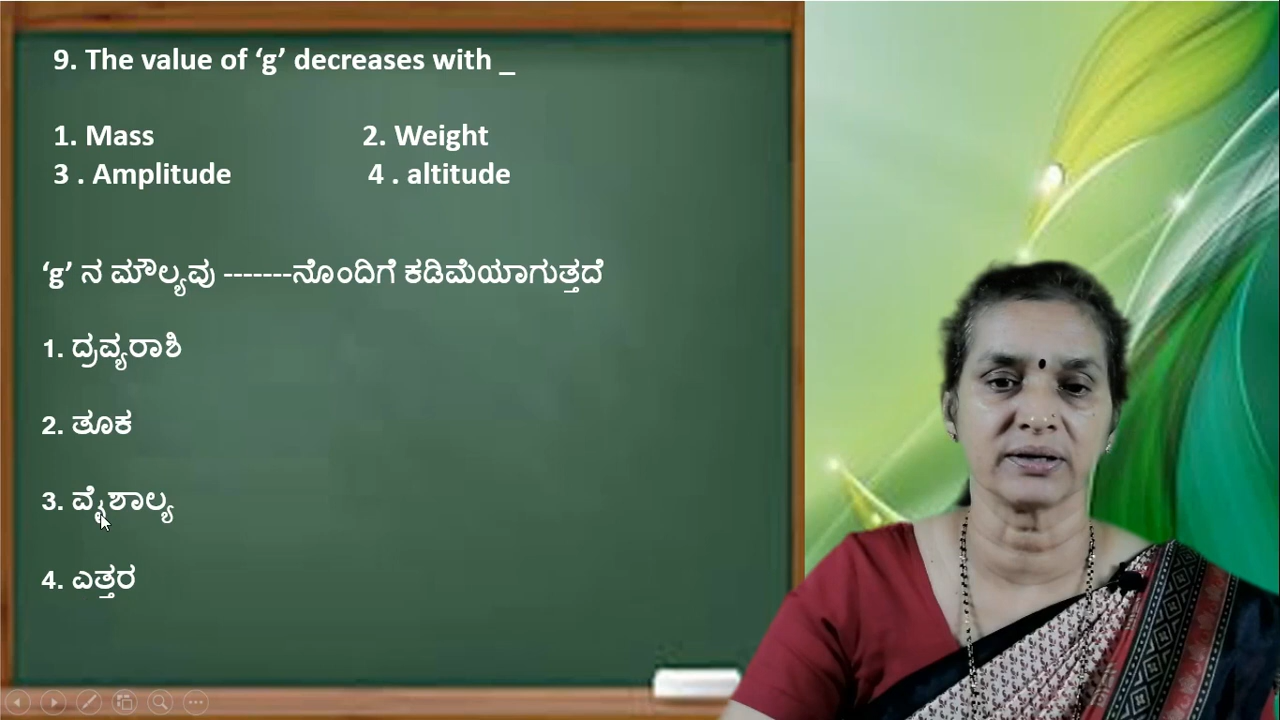 9. The value of ‘g’ decreases with _
1. Mass 2. Weight
3 . Amplitude 4 . altitude
‘g’ ನ ಮೌಲ್ಯವು -------ನೊಂದಿಗೆ ಕಡಿಮೆಯಾಗುತ್ತದೆ
1. ದ್ರವ್ಯರಾಶಿ
2. ತೂಕ
3. ವೈಶಾಲ್ಯ
4. ಎತ್ತರ